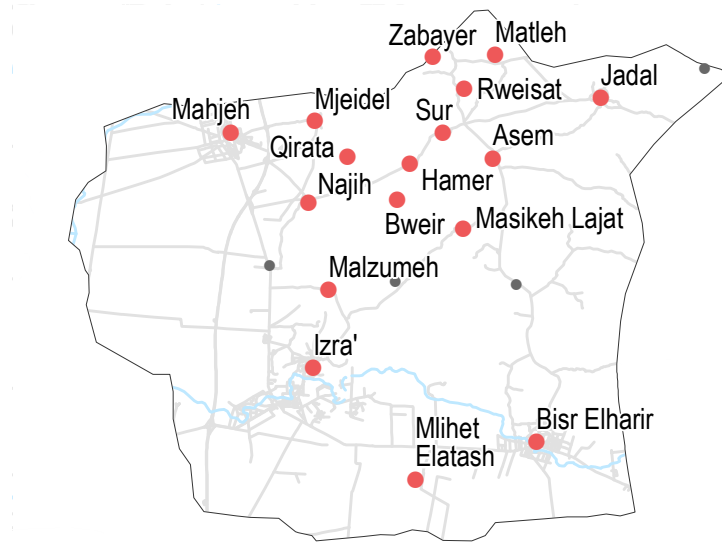 Zabayer
Matleh
Rweisat
Jadal
Mahjeh
Mjeidel
Sur
Asem
Qirata
Hamer
Najih
Bweir
Masikeh Lajat
Malzumeh
Izra'
Bisr Elharir
Mlihet
Elatash